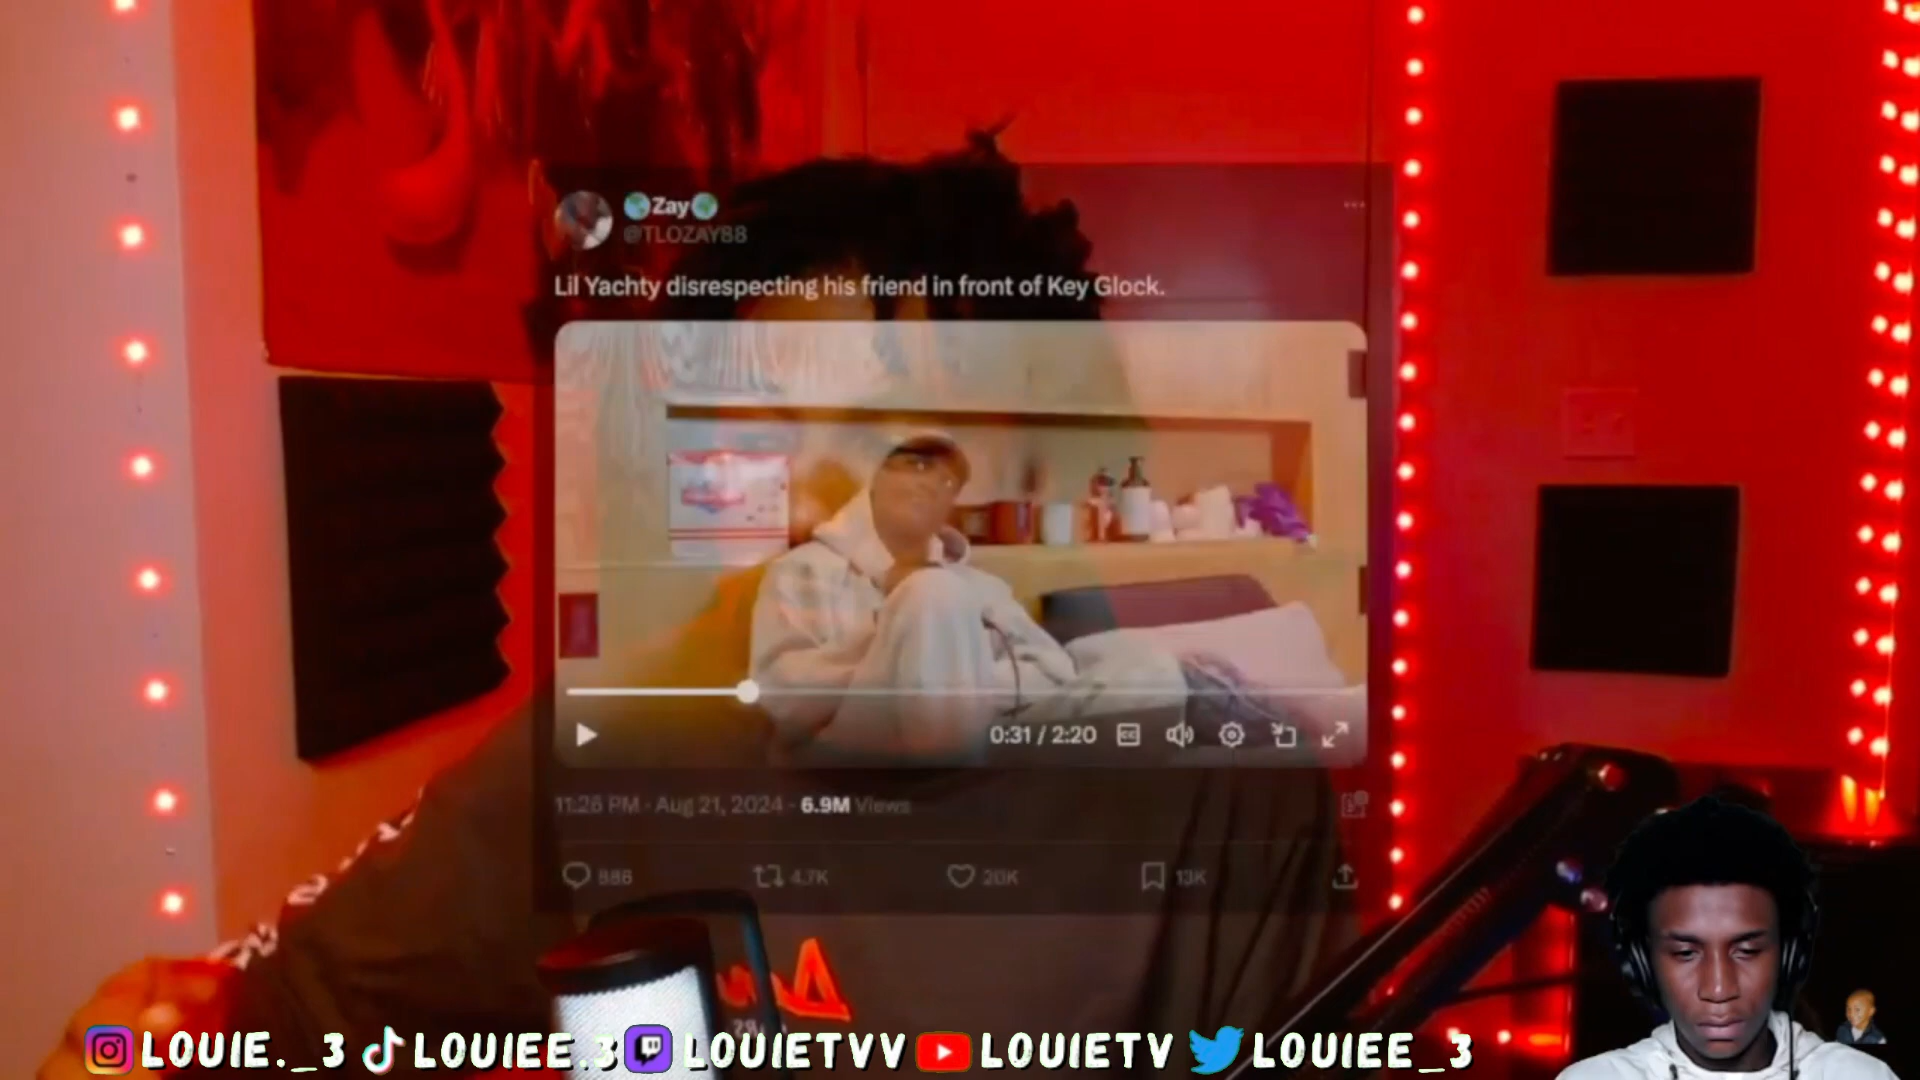 Zay
@TLOZAY88
Lil Yachty disrespecting his friend in front of Key Glock.
0:31 / 2:20
CC
11:26 PM · Aug 21, 2024 · 6.9M Views
886 4.7K 20K 13K
LOUIE._3 LOUIEE.3 LOUIETVV LOUIETV LOUIEE_3